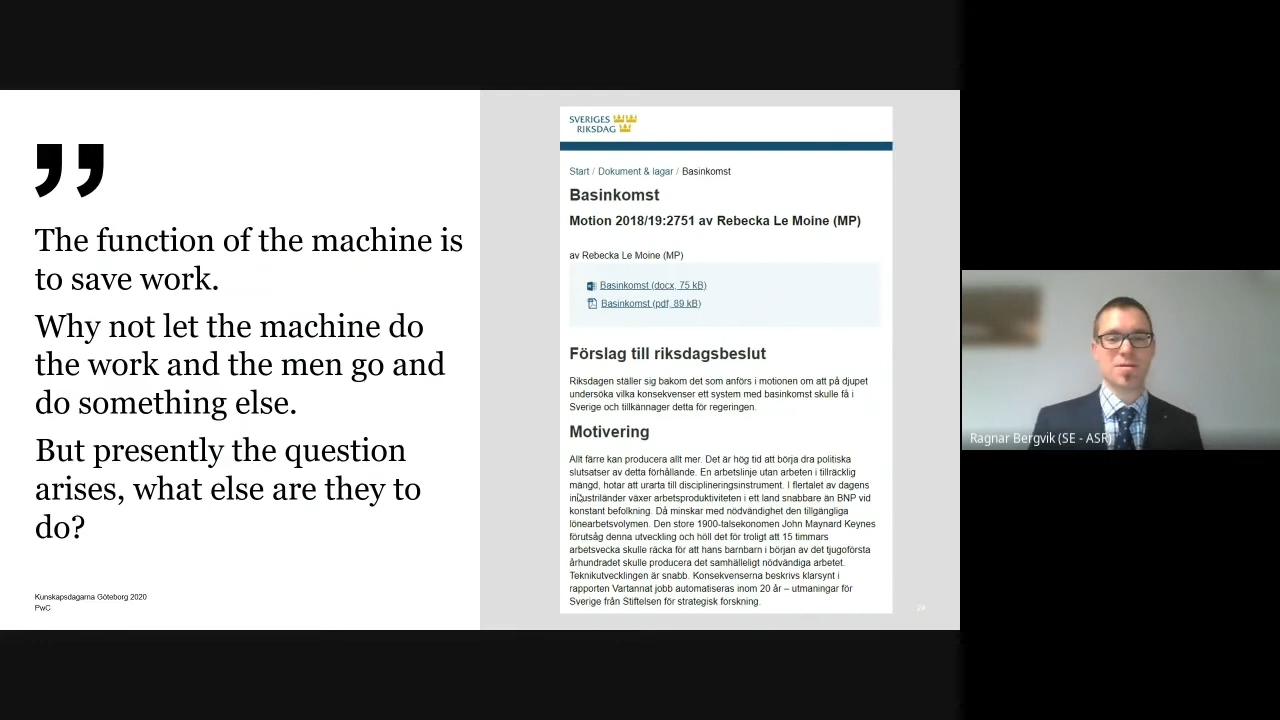 ”
The function of the machine is
to save work.
Why not let the machine do
the work and the men go and
do something else.
But presently the question
arises, what else are they to
do?
Kunskapsdagarna Göteborg 2020
PwC
SVERIGES
RIKSDAG
Start / Dokument & lagar / Basinkomst
Basinkomst
Motion 2018/19:2751 av Rebecka Le Moine (MP)
av Rebecka Le Moine (MP)
Basinkomst (docx, 75 kB)
Basinkomst (pdf, 89 kB)
Förslag till riksdagsbeslut
Riksdagen ställer sig bakom det som anförs i motionen om att på djupet
undersöka vilka konsekvenser ett system med basinkomst skulle få i
Sverige och tillkännager detta för regeringen.
Motivering
Allt färre kan producera allt mer. Det är hög tid att börja dra politiska
slutsatser av detta förhållande. En arbetslinje utan arbeten i tillräcklig
mängd, hotar att urarta till disciplineringsinstrument. I flertalet av dagens
industriländer växer arbetsproduktiviteten i ett land snabbare än BNP vid
konstant befolkning. Då minskar med nödvändighet den tillgängliga
lönearbetsvolymen. Den store 1900-talsekonomen John Maynard Keynes
förutsåg denna utveckling och höll det för troligt att 15 timmars
arbetsvecka skulle räcka för att hans barnbarn i början av det tjugoförsta
århundradet skulle producera det samhälleligt nödvändiga arbetet.
Teknikutvecklingen är snabb. Konsekvenserna beskrivs klarsynt i
rapporten Vartannat jobb automatiseras inom 20 år – utmaningar för
Sverige från Stiftelsen för strategisk forskning.
Ragnar Bergvik (SE - ASR)